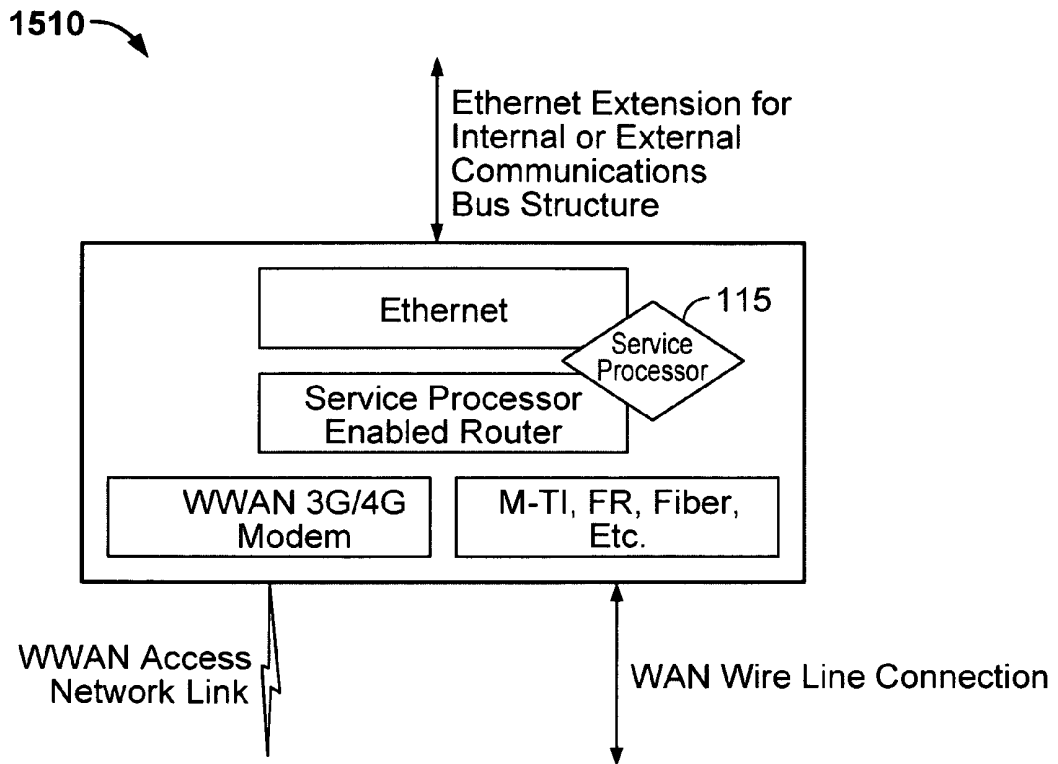 1510
Ethernet Extension for
Internal or External
Communications
Bus Structure
Ethernet
115
Service
Processor
Service Processor
Enabled Router
WWAN 3G/4G
Modem
M-TI, FR, Fiber,
Etc.
WWAN Access
Network Link
WAN Wire Line Connection